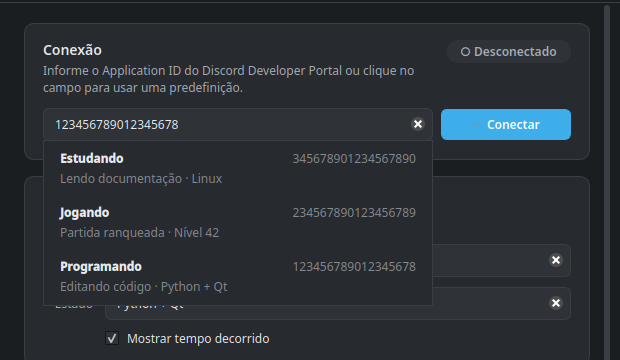 Conexão
Desconectado
Informe o Application ID do Discord Developer Portal ou clique no
campo para usar uma predefinição.
123456789012345678
Conectar
Estudando 345678901234567890
Lendo documentação · Linux
Jogando 234567890123456789
Partida ranqueada · Nível 42
Programando 123456789012345678
Editando código · Python + Qt
Estado Python + Qt
Mostrar tempo decorrido